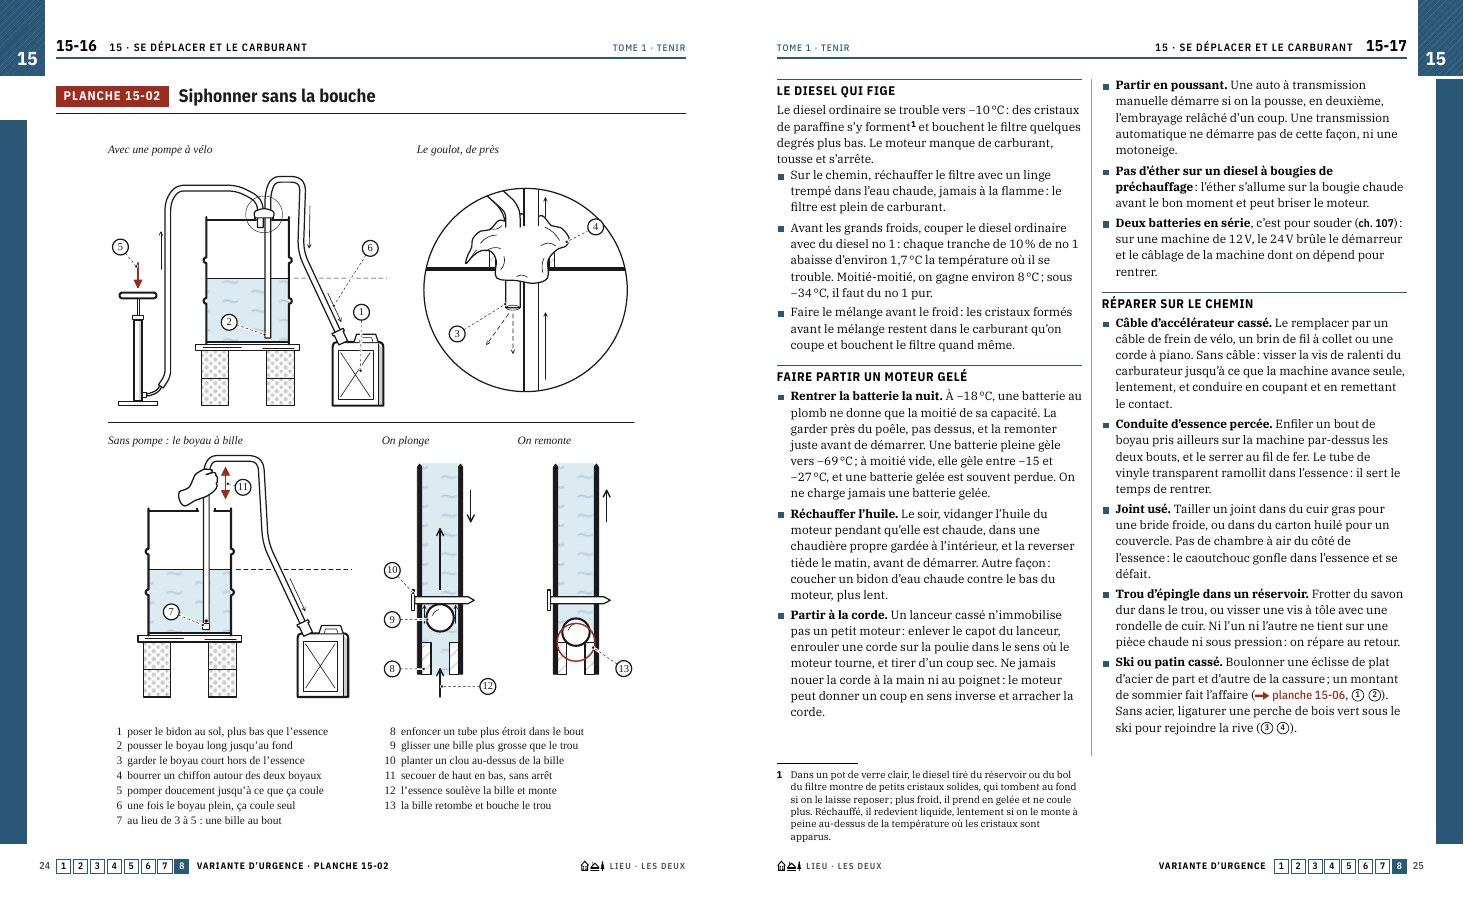 15
15-16 15 · SE DÉPLACER ET LE CARBURANT
TOME 1 · TENIR
PLANCHE 15-02 Siphonner sans la bouche
Avec une pompe à vélo
Le goulot, de près
5
6
1
2
4
3
Sans pompe : le boyau à bille
On plonge
On remonte
11
7
10
9
8
12
13
1 poser le bidon au sol, plus bas que l’essence
2 pousser le boyau long jusqu’au fond
3 garder le boyau court hors de l’essence
4 bourrer un chiffon autour des deux boyaux
5 pomper doucement jusqu’à ce que ça coule
6 une fois le boyau plein, ça coule seul
7 au lieu de 3 à 5 : une bille au bout
8 enfoncer un tube plus étroit dans le bout
9 glisser une bille plus grosse que le trou
10 planter un clou au-dessus de la bille
11 secouer de haut en bas, sans arrêt
12 l’essence soulève la bille et monte
13 la bille retombe et bouche le trou
24 1 2 3 4 5 6 7 8 VARIANTE D’URGENCE · PLANCHE 15-02
LIEU · LES DEUX
TOME 1 · TENIR
15 · SE DÉPLACER ET LE CARBURANT 15-17
15
LE DIESEL QUI FIGE
Le diesel ordinaire se trouble vers −10 °C : des cristaux
de paraffine s’y forment¹ et bouchent le filtre quelques
degrés plus bas. Le moteur manque de carburant,
tousse et s’arrête.
Sur le chemin, réchauffer le filtre avec un linge
trempé dans l’eau chaude, jamais à la flamme : le
filtre est plein de carburant.
Avant les grands froids, couper le diesel ordinaire
avec du diesel no 1 : chaque tranche de 10 % de no 1
abaisse d’environ 1,7 °C la température où il se
trouble. Moitié-moitié, on gagne environ 8 °C ; sous
−34 °C, il faut du no 1 pur.
Faire le mélange avant le froid : les cristaux formés
avant le mélange restent dans le carburant qu’on
coupe et bouchent le filtre quand même.
FAIRE PARTIR UN MOTEUR GELÉ
Rentrer la batterie la nuit. À −18 °C, une batterie au
plomb ne donne que la moitié de sa capacité. La
garder près du poêle, pas dessus, et la remonter
juste avant de démarrer. Une batterie pleine gèle
vers −69 °C ; à moitié vide, elle gèle entre −15 et
−27 °C, et une batterie gelée est souvent perdue. On
ne charge jamais une batterie gelée.
Réchauffer l’huile. Le soir, vidanger l’huile du
moteur pendant qu’elle est chaude, dans une
chaudière propre gardée à l’intérieur, et la reverser
tiède le matin, avant de démarrer. Autre façon :
coucher un bidon d’eau chaude contre le bas du
moteur, plus lent.
Partir à la corde. Un lanceur cassé n’immobilise
pas un petit moteur : enlever le capot du lanceur,
enrouler une corde sur la poulie dans le sens où le
moteur tourne, et tirer d’un coup sec. Ne jamais
nouer la corde à la main ni au poignet : le moteur
peut donner un coup en sens inverse et arracher la
corde.
1 Dans un pot de verre clair, le diesel tiré du réservoir ou du bol
du filtre montre de petits cristaux solides, qui tombent au fond
si on le laisse reposer ; plus froid, il prend en gelée et ne coule
plus. Réchauffé, il redevient liquide, lentement si on le monte à
peine au-dessus de la température où les cristaux sont
apparus.
Partir en poussant. Une auto à transmission
manuelle démarre si on la pousse, en deuxième,
l’embrayage relâché d’un coup. Une transmission
automatique ne démarre pas de cette façon, ni une
motoneige.
Pas d’éther sur un diesel à bougies de
préchauffage : l’éther s’allume sur la bougie chaude
avant le bon moment et peut briser le moteur.
Deux batteries en série, c’est pour souder (ch. 107) :
sur une machine de 12 V, le 24 V brûle le démarreur
et le câblage de la machine dont on dépend pour
rentrer.
RÉPARER SUR LE CHEMIN
Câble d’accélérateur cassé. Le remplacer par un
câble de frein de vélo, un brin de fil à collet ou une
corde à piano. Sans câble : visser la vis de ralenti du
carburateur jusqu’à ce que la machine avance seule,
lentement, et conduire en coupant et en remettant
le contact.
Conduite d’essence percée. Enfiler un bout de
boyau pris ailleurs sur la machine par-dessus les
deux bouts, et le serrer au fil de fer. Le tube de
vinyle transparent ramollit dans l’essence : il sert le
temps de rentrer.
Joint usé. Tailler un joint dans du cuir gras pour
une bride froide, ou dans du carton huilé pour un
couvercle. Pas de chambre à air du côté de
l’essence : le caoutchouc gonfle dans l’essence et se
défait.
Trou d’épingle dans un réservoir. Frotter du savon
dur dans le trou, ou visser une vis à tôle avec une
rondelle de cuir. Ni l’un ni l’autre ne tient sur une
pièce chaude ni sous pression : on répare au retour.
Ski ou patin cassé. Boulonner une éclisse de plat
d’acier de part et d’autre de la cassure ; un montant
de sommier fait l’affaire (➡ planche 15-06, ① ②).
Sans acier, ligaturer une perche de bois vert sous le
ski pour rejoindre la rive (③ ④).
LIEU · LES DEUX
VARIANTE D’URGENCE 1 2 3 4 5 6 7 8 25